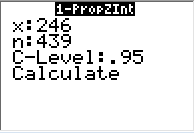 1-PropZInt
x:246
n:439
C-Level:.95
Calculate